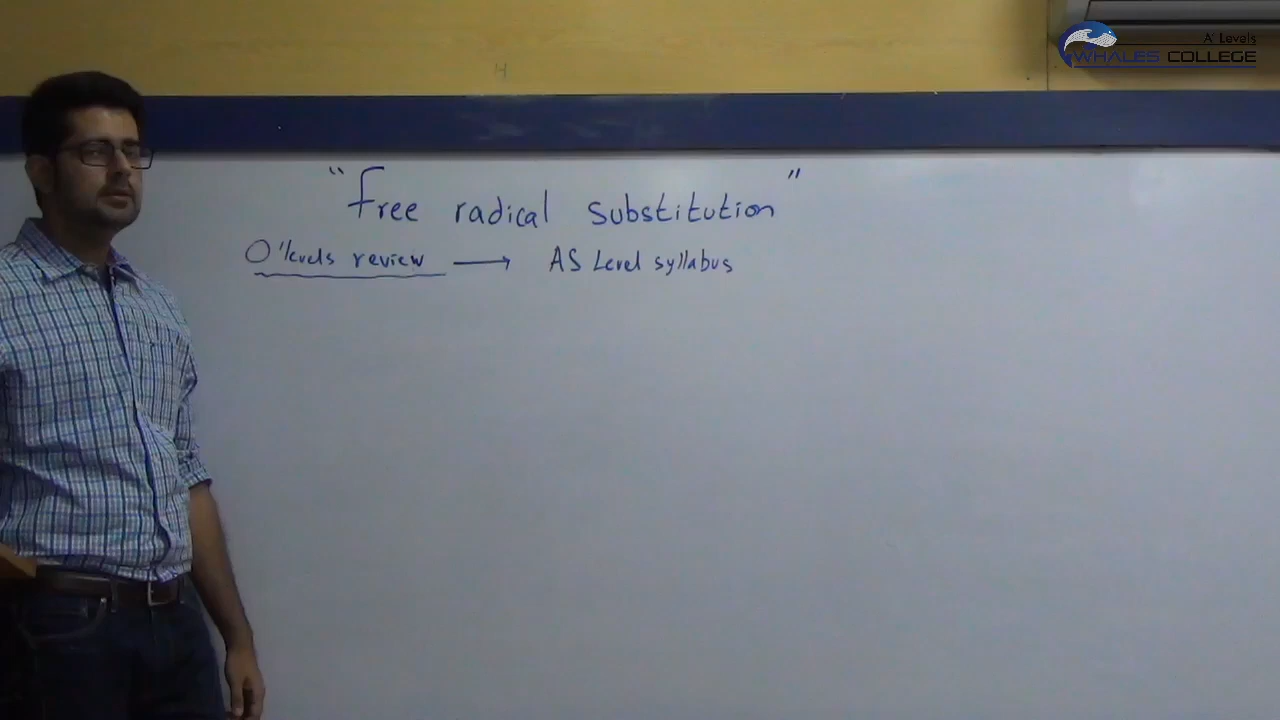 A' Levels
WHALES COLLEGE
"Free radical substitution"
O'levels review → AS Level syllabus